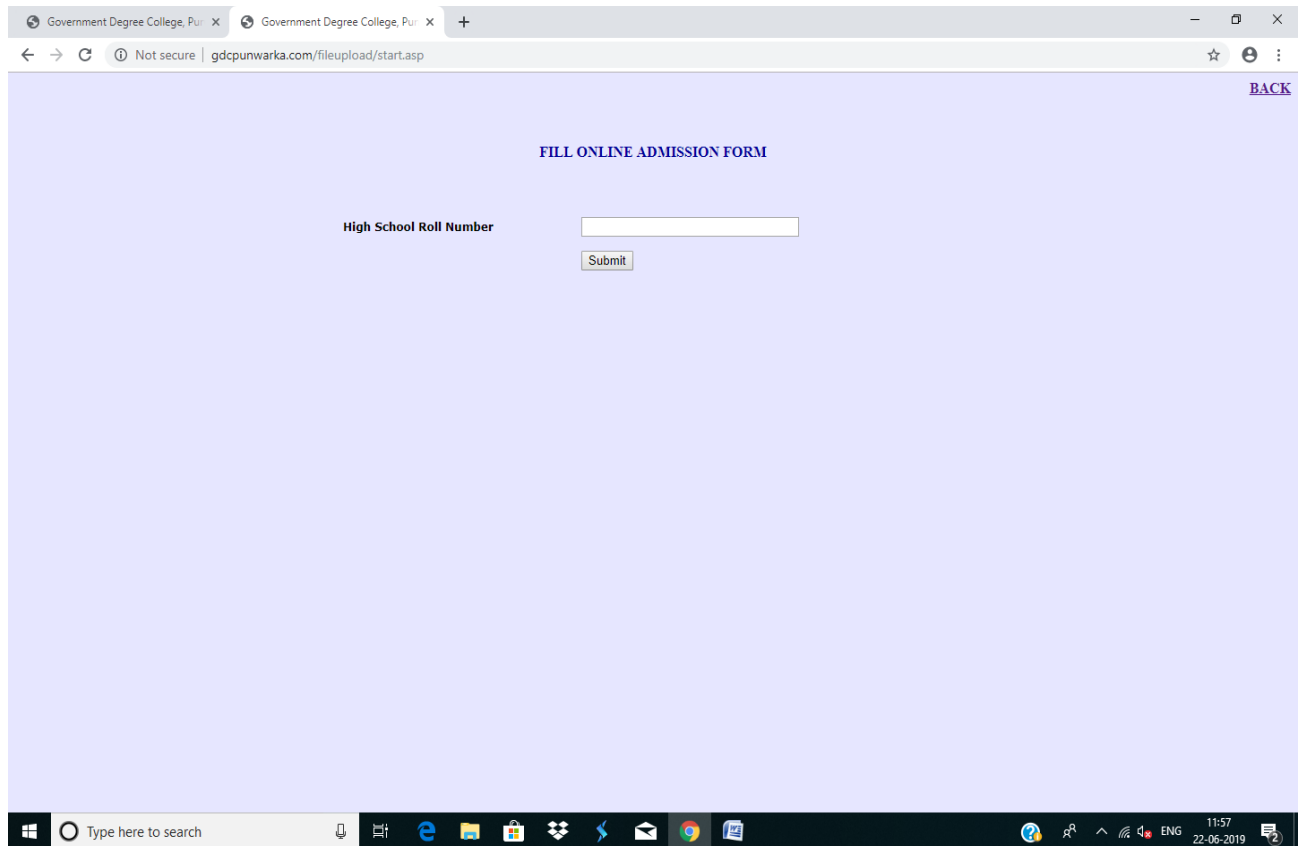 Government Degree College, Pur
Government Degree College, Pur
Not secure | gdcpunwarka.com/fileupload/start.asp
BACK
FILL ONLINE ADMISSION FORM
High School Roll Number
Submit
Type here to search
ENG
11:57
22-06-2019
2